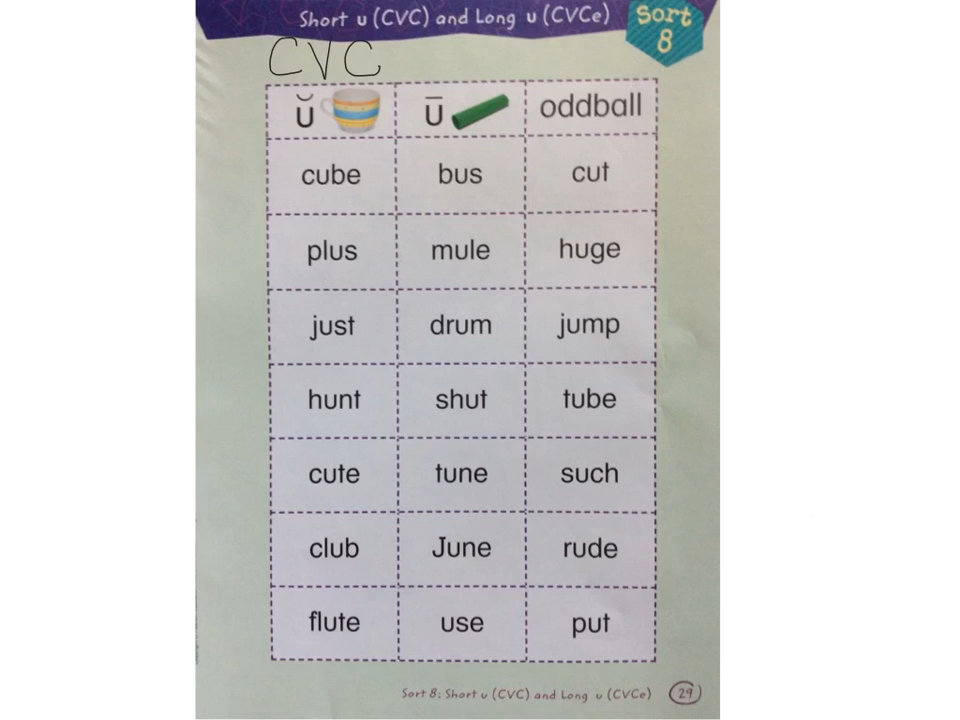 Short u (CVC) and Long u (CVCe)
Sort
8
CVC
ŭ ū oddball
cube bus cut
plus mule huge
just drum jump
hunt shut tube
cute tune such
club June rude
flute use put
Sort 8: Short u (CVC) and Long u (CVCe) 29